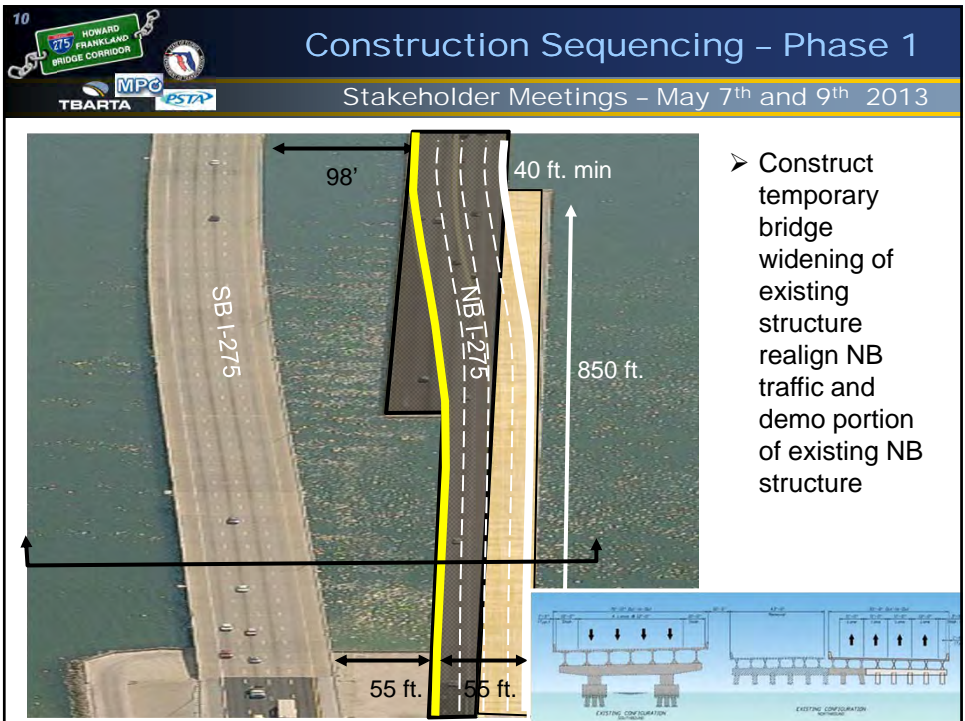 10
HOWARD
FRANKLAND
275
BRIDGE CORRIDOR
MPO
TBARTA
PSTA
Construction Sequencing – Phase 1
Stakeholder Meetings – May 7th and 9th 2013
98'
40 ft. min
SB I-275
NB I-275
850 ft.
55 ft.
55 ft.
➢ Construct
temporary
bridge
widening of
existing
structure
realign NB
traffic and
demo portion
of existing NB
structure
EXISTING CONFIGURATION
SOUTHBOUND
EXISTING CONFIGURATION
NORTHBOUND